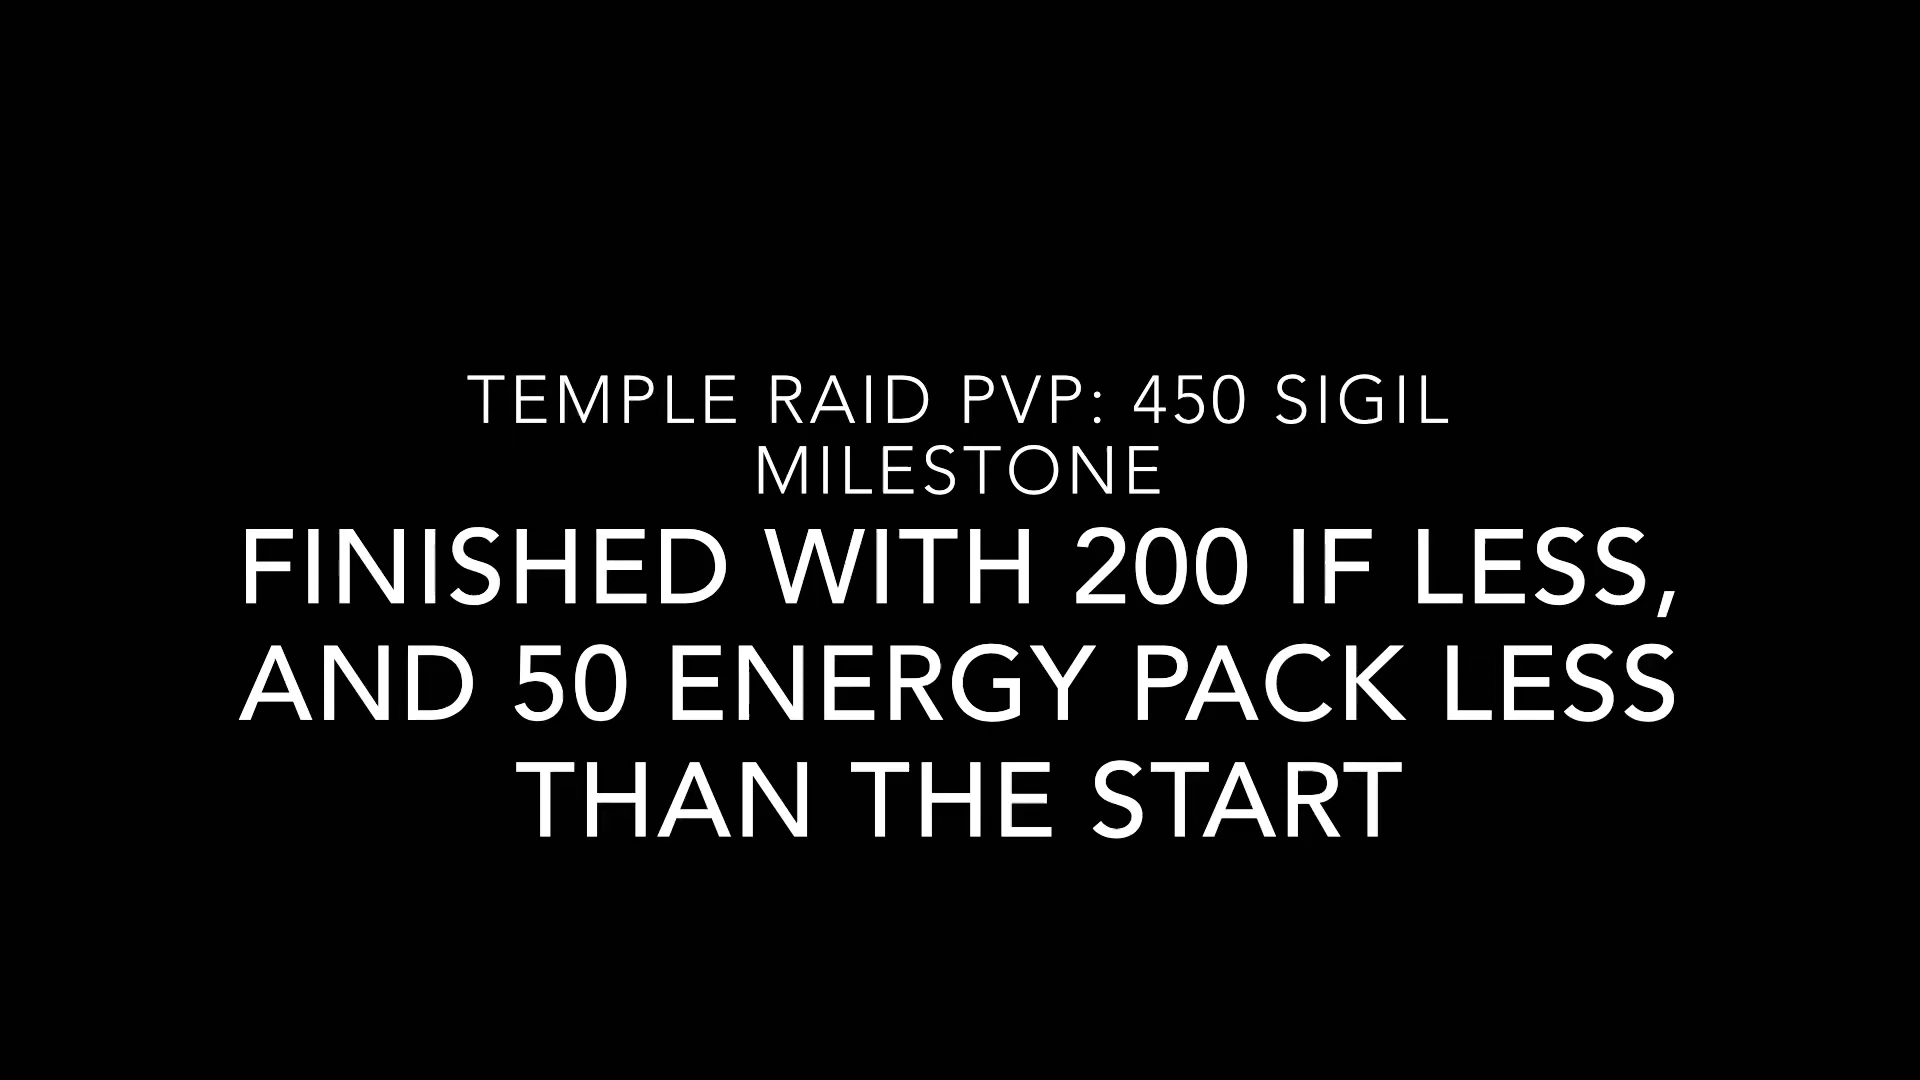 TEMPLE RAID PVP: 450 SIGIL
MILESTONE
FINISHED WITH 200 IF LESS,
AND 50 ENERGY PACK LESS
THAN THE START